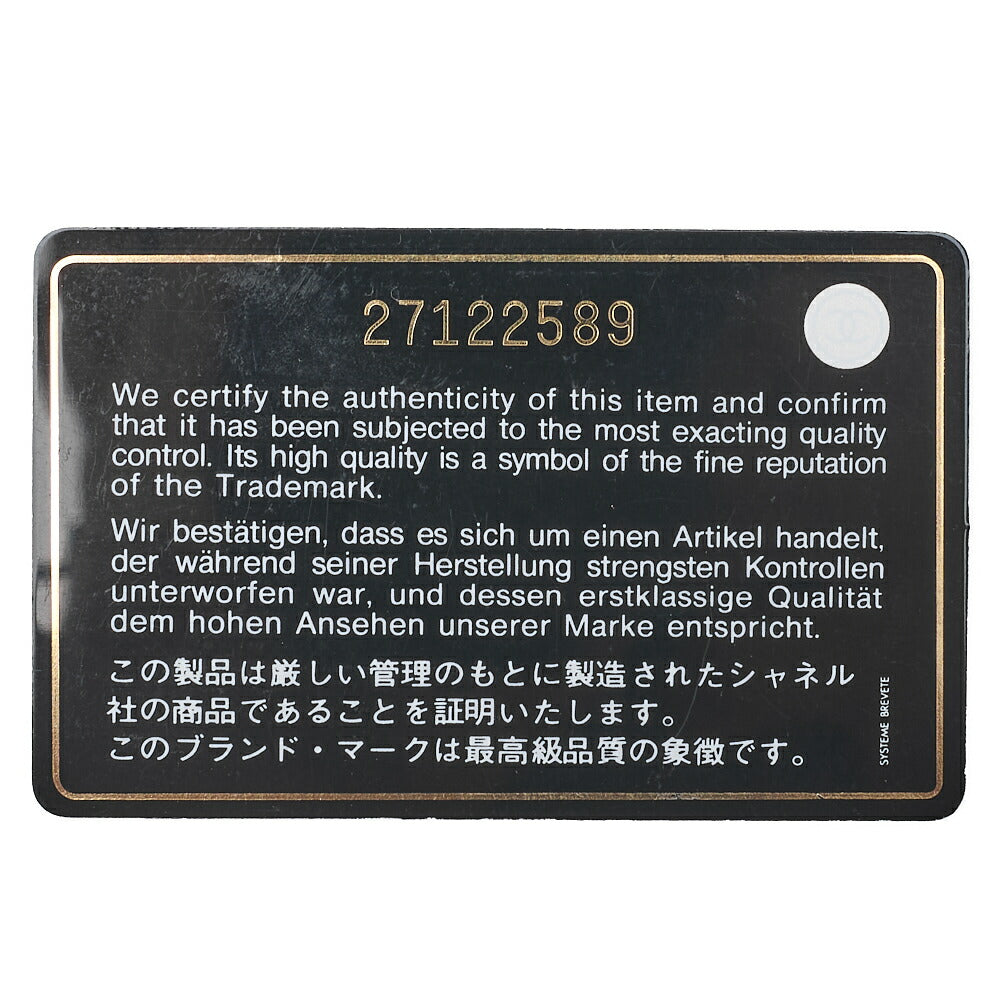 27122589
We certify the authenticity of this item and confirm
that it has been subjected to the most exacting quality
control. Its high quality is a symbol of the fine reputation
of the Trademark.
Wir bestätigen, dass es sich um einen Artikel handelt,
der während seiner Herstellung strengsten Kontrollen
unterworfen war, und dessen erstklassige Qualität
dem hohen Ansehen unserer Marke entspricht.
この製品は厳しい管理のもとに製造されたシャネル
社の商品であることを証明いたします。
このブランド・マークは最高級品質の象徴です。
SYSTEME BREVETE